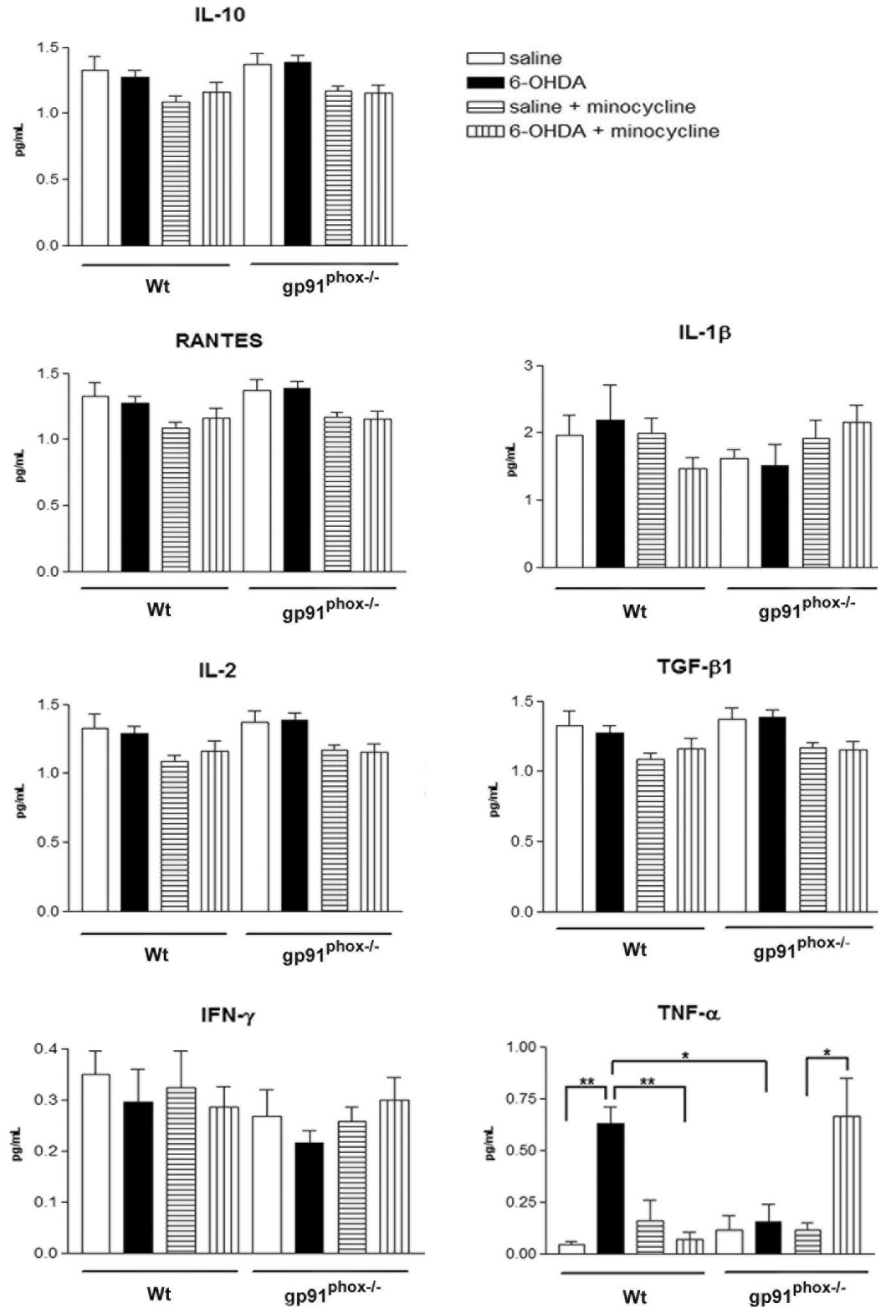 IL-10
1.5
1.0
1.5
0.0
pg/mL
Wt
gp91phox-/-
saline
6-OHDA
saline + minocycline
6-OHDA + minocycline
RANTES
1.5
1.0
1.5
0.0
pg/mL
Wt
gp91phox-/-
IL-1β
3
2
1
0
pg/mL
Wt
gp91phox-/-
IL-2
1.5
1.0
1.5
0.0
pg/mL
Wt
gp91phox-/-
TGF-β1
1.5
1.0
1.5
0.0
pg/mL
Wt
gp91phox-/-
IFN-γ
0.4
0.3
0.2
0.1
0.0
pg/mL
Wt
gp91phox-/-
TNF-α
1.00
0.75
0.50
0.25
0.00
pg/mL
**
**
*
*
Wt
gp91phox-/-